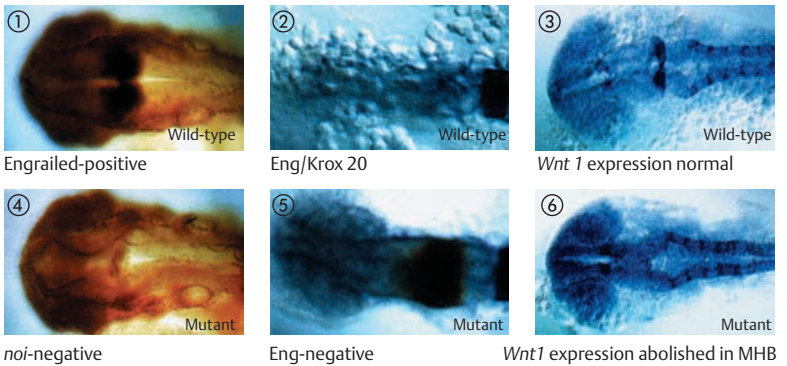 1
Wild-type
2
Wild-type
3
Wild-type
Engrailed-positive
Eng/Krox 20
Wnt 1 expression normal
4
Mutant
5
Mutant
6
Mutant
noi-negative
Eng-negative
Wnt1 expression abolished in MHB